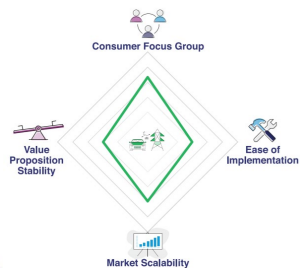 Consumer Focus Group
Value
Proposition
Stability
Ease of
Implementation
Market Scalability